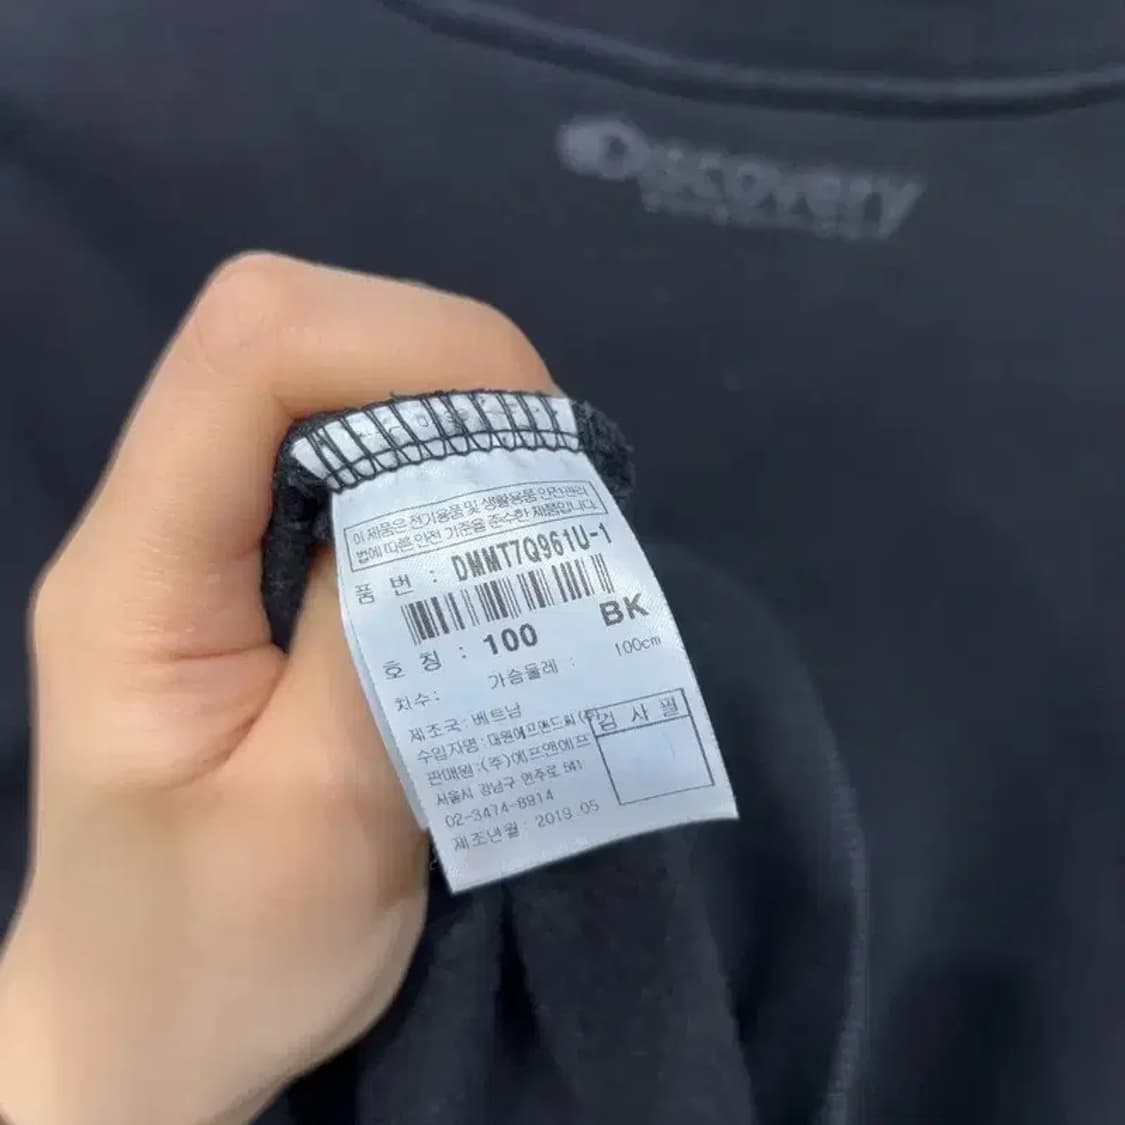 Discovery
이 제품은 전기용품 및 생활용품 안전관리
법에 따른 안전 기준을 준수한 제품입니다.
품 번 : DMMT7Q961U-1
BK
호 칭 : 100
치수: 가슴둘레 : 100cm
제조국: 베트남
수입자명: 대원에프앤드씨(주)
판매원:(주)에프앤에프
서울시 강남구 언주로 541
02-3474-8914
제조년월: 2019.05
검 사 필